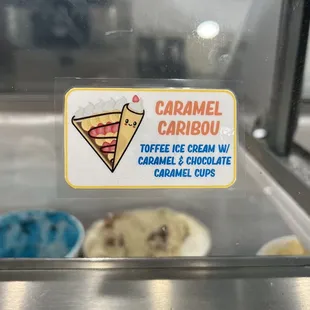 CARAMEL
CARIBOU
TOFFEE ICE CREAM W/
CARAMEL & CHOCOLATE
CARAMEL CUPS